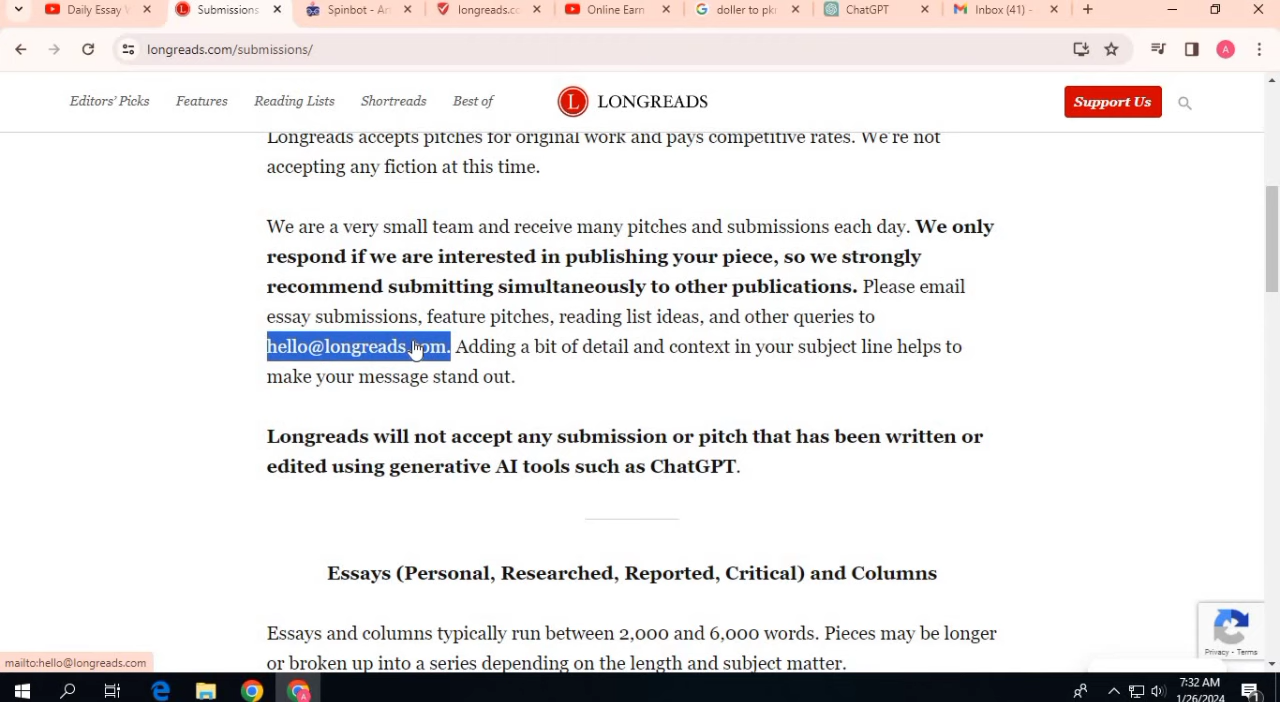 Daily Essay
Submissions
Spinbot - Ar
longreads.c
Online Earn
doller to pkr
ChatGPT
Inbox (41) -
longreads.com/submissions/
A
Editors' Picks
Features
Reading Lists
Shortreads
Best of
L
LONGREADS
Support Us
Longreads accepts pitches for original work and pays competitive rates. We're not
accepting any fiction at this time.
We are a very small team and receive many pitches and submissions each day. We only
respond if we are interested in publishing your piece, so we strongly
recommend submitting simultaneously to other publications. Please email
essay submissions, feature pitches, reading list ideas, and other queries to
hello@longreads.com. Adding a bit of detail and context in your subject line helps to
make your message stand out.
Longreads will not accept any submission or pitch that has been written or
edited using generative AI tools such as ChatGPT.
Essays (Personal, Researched, Reported, Critical) and Columns
Essays and columns typically run between 2,000 and 6,000 words. Pieces may be longer
or broken up into a series depending on the length and subject matter.
Privacy - Terms
mailto:hello@longreads.com
7:32 AM
1/26/2024